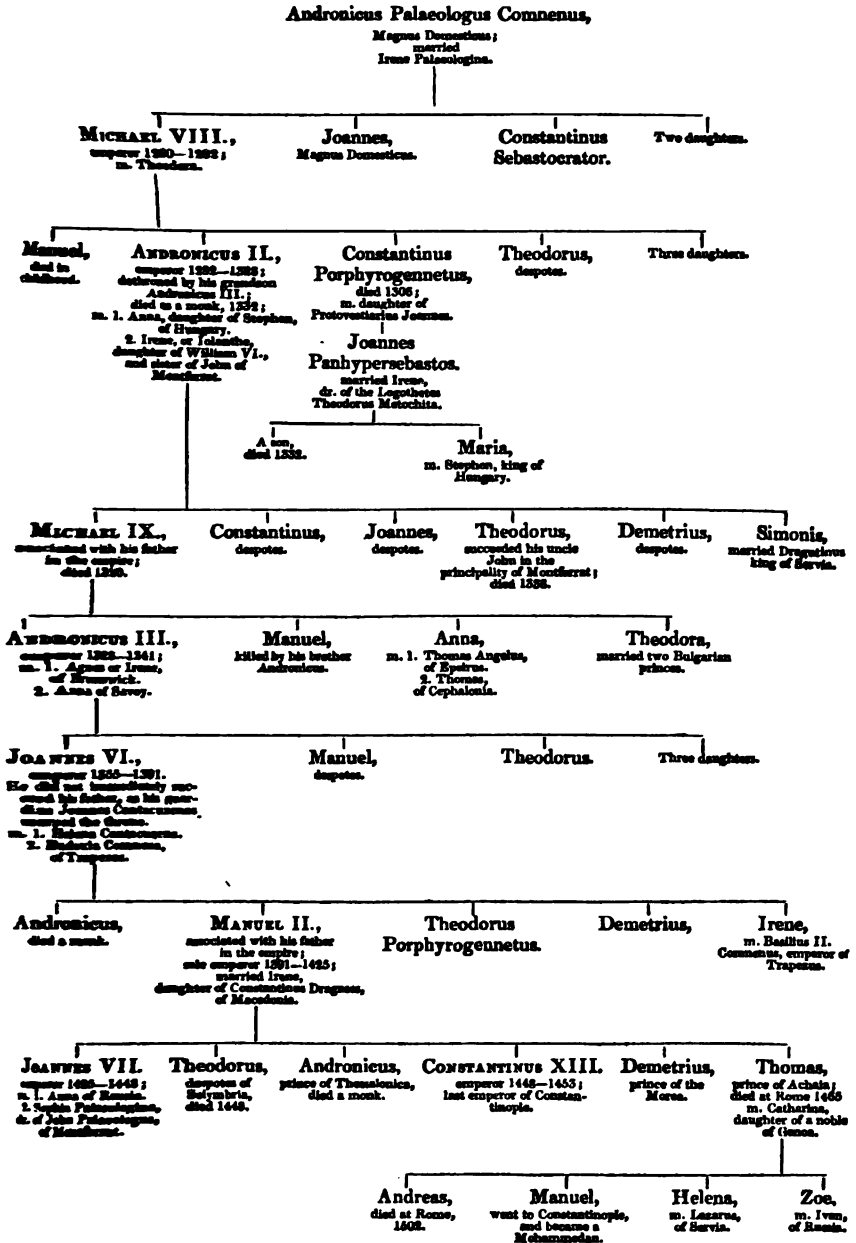 Andronicus Palaeologus Comnenus,
Magnus Domesticus;
married
Irene Palaeologina.
MICHAEL VIII.,
emperor 1260—1282;
m. Theodora.
Joannes,
Magnus Domesticus.
Constantinus
Sebastocrator.
Two daughters.
Manuel,
died in
childhood.
ANDRONICUS II.,
emperor 1282—1328;
dethroned by his grandson
Andronicus III.;
died as a monk, 1332;
m. 1. Anna, daughter of Stephen,
of Hungary.
2. Irene, or Iolanthe,
daughter of William VI.,
and sister of John of
Montferrat.
Constantinus
Porphyrogennetus,
died 1306;
m. daughter of
Protovestiarius Joannes.
Theodorus,
despotes.
Three daughters.
Joannes
Panhypersebastos.
married Irene,
dr. of the Logothetes
Theodorus Metochita.
A son,
died 1332.
Maria,
m. Stephen, king of
Hungary.
MICHAEL IX.,
associated with his father
in the empire;
died 1320.
Constantinus,
despotes.
Joannes,
despotes.
Theodorus,
succeeded his uncle
John in the
principality of Montferrat;
died 1338.
Demetrius,
despotes.
Simonis,
married Dragutinus
king of Servia.
ANDRONICUS III.,
emperor 1328—1341;
m. 1. Agnes or Irene,
of Brunswick.
2. Anna of Savoy.
Manuel,
killed by his brother
Andronicus.
Anna,
m. 1. Thomas Angelus,
of Epeirus.
2. Thomas,
of Cephalonia.
Theodora,
married two Bulgarian
princes.
JOANNES VI.,
emperor 1355—1391.
He did not immediately suc-
ceed his father, as his guar-
dian Joannes Cantacuzenus
usurped the throne.
m. 1. Helena Cantacuzena.
2. Eudoxia Comnena,
of Trapezus.
Manuel,
despotes.
Theodorus.
Three daughters.
Andronicus,
died a monk.
MANUEL II.,
associated with his father
in the empire;
sole emperor 1391—1425;
married Irene,
daughter of Constantinus Dragases,
of Macedonia.
Theodorus
Porphyrogennetus.
Demetrius,
Irene,
m. Basilius II.
Comnenus, emperor of
Trapezus.
JOANNES VII.
emperor 1425—1448;
m. 1. Anna of Russia.
2. Sophia Palaeologina,
dr. of John Palaeologus,
of Montferrat.
Theodorus,
despotes of
Selymbria,
died 1448.
Andronicus,
prince of Thessalonica,
died a monk.
CONSTANTINUS XIII.
emperor 1448—1453;
last emperor of Constan-
tinople.
Demetrius,
prince of the
Morea.
Thomas,
prince of Achaia;
died at Rome 1465
m. Catharina,
daughter of a noble
of Genoa.
Andreas,
died at Rome,
1502.
Manuel,
went to Constantinople,
and became a
Mohammedan.
Helena,
m. Lazarus,
of Servia.
Zoe,
m. Ivan,
of Russia.